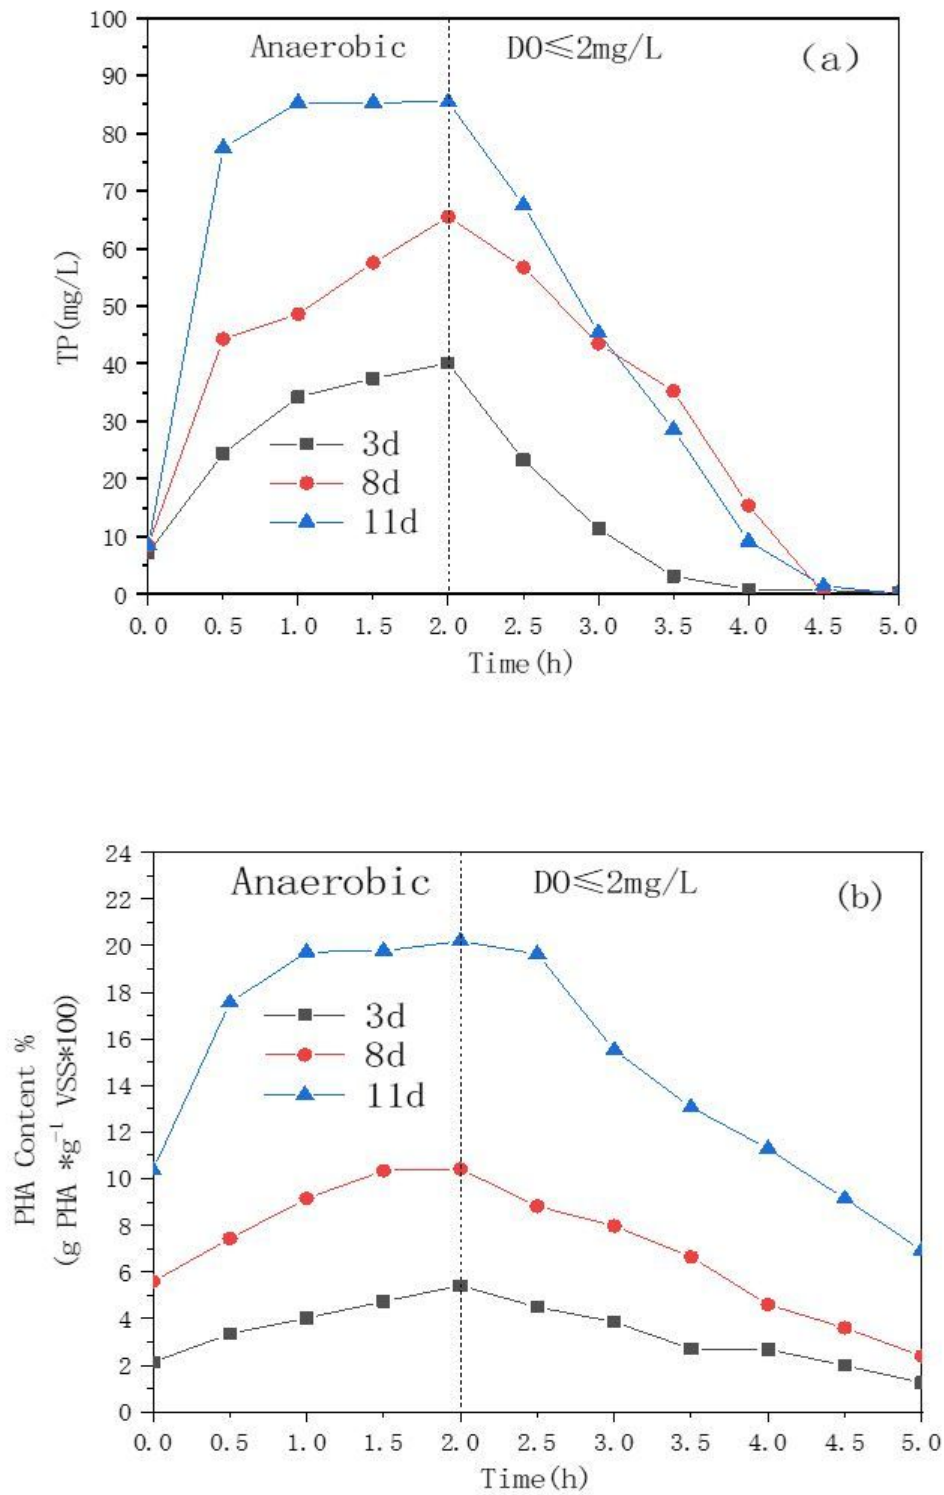 Anaerobic DO≤2mg/L (a)
100
90
80
70
60
50
40
30
20
10
0
TP(mg/L)
3d
8d
11d
0.0 0.5 1.0 1.5 2.0 2.5 3.0 3.5 4.0 4.5 5.0
Time(h)
Anaerobic DO≤2mg/L (b)
24
22
20
18
16
14
12
10
8
6
4
2
0
PHA Content %
(g PHA *g⁻¹ VSS*100)
3d
8d
11d
0.0 0.5 1.0 1.5 2.0 2.5 3.0 3.5 4.0 4.5 5.0
Time(h)